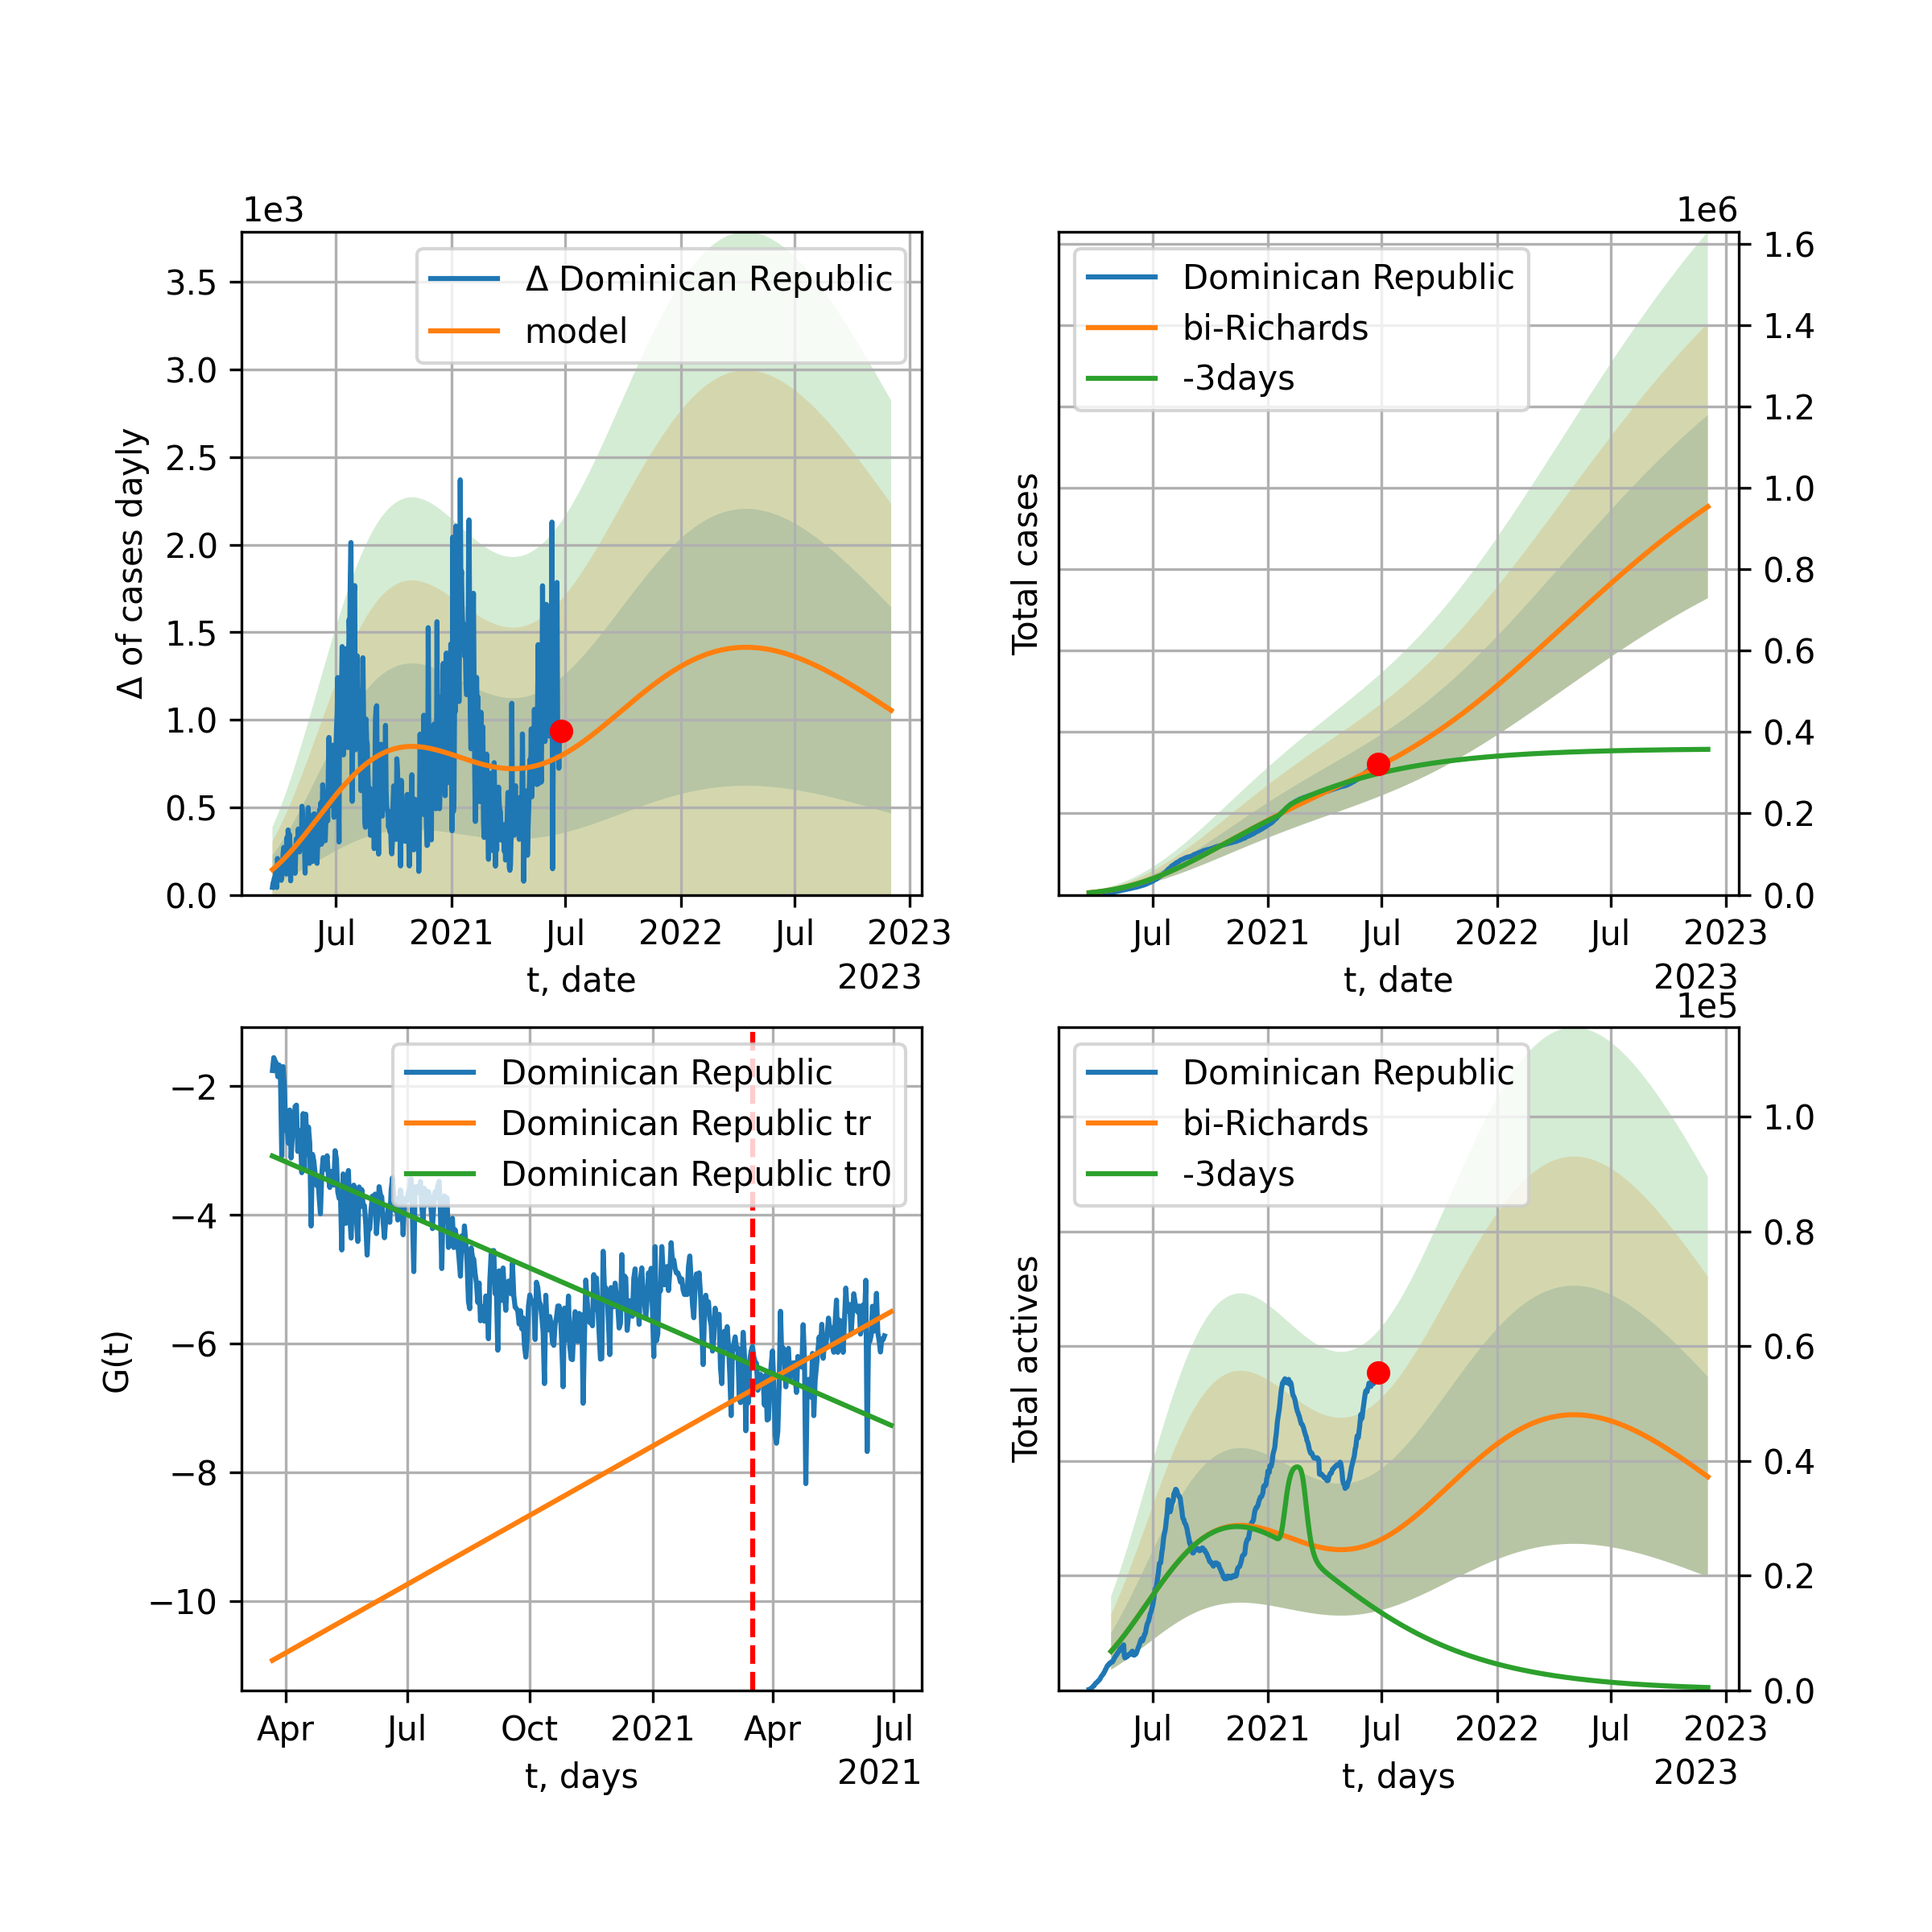 1e3
Δ of cases dayly
3.5
3.0
2.5
2.0
1.5
1.0
0.5
0.0
Δ Dominican Republic
model
Jul 2021 Jul 2022 Jul 2023
t, date
2023
1e6
Total cases
Dominican Republic
bi-Richards
-3days
1.6
1.4
1.2
1.0
0.8
0.6
0.4
0.2
0.0
Jul 2021 Jul 2022 Jul 2023
t, date
2023
G(t)
−2
−4
−6
−8
−10
Dominican Republic
Dominican Republic tr
Dominican Republic tr0
Apr Jul Oct 2021 Apr Jul
t, days
2021
1e5
Total actives
Dominican Republic
bi-Richards
-3days
1.0
0.8
0.6
0.4
0.2
0.0
Jul 2021 Jul 2022 Jul 2023
t, days
2023